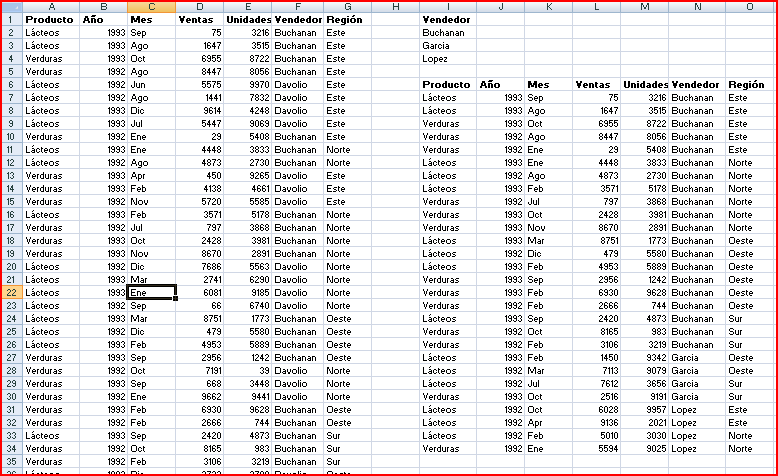 A B C D E F G H I J K L M N O
1 Producto Año Mes Ventas Unidades Vendedor Región Vendedor
2 Lácteos 1993 Sep 75 3216 Buchanan Este Buchanan
3 Lácteos 1993 Ago 1647 3515 Buchanan Este Garcia
4 Verduras 1993 Oct 6955 8722 Buchanan Este Lopez
5 Verduras 1992 Ago 8447 8056 Buchanan Este
6 Lácteos 1992 Jun 5575 9970 Davolio Este Producto Año Mes Ventas Unidades Vendedor Región
7 Lácteos 1992 Ago 1441 7832 Davolio Este Lácteos 1993 Sep 75 3216 Buchanan Este
8 Lácteos 1993 Dic 9614 4248 Davolio Este Lácteos 1993 Ago 1647 3515 Buchanan Este
9 Lácteos 1993 Jul 5447 9069 Davolio Este Verduras 1993 Oct 6955 8722 Buchanan Este
10 Verduras 1992 Ene 29 5408 Buchanan Este Verduras 1992 Ago 8447 8056 Buchanan Este
11 Lácteos 1993 Ene 4448 3833 Buchanan Norte Verduras 1992 Ene 29 5408 Buchanan Este
12 Lácteos 1992 Ago 4873 2730 Buchanan Norte Lácteos 1993 Ene 4448 3833 Buchanan Norte
13 Verduras 1993 Apr 450 9265 Davolio Este Lácteos 1992 Ago 4873 2730 Buchanan Norte
14 Verduras 1993 Feb 4138 4661 Davolio Este Lácteos 1993 Feb 3571 5178 Buchanan Norte
15 Verduras 1992 Nov 5720 5585 Davolio Este Verduras 1992 Jul 797 3868 Buchanan Norte
16 Lácteos 1993 Feb 3571 5178 Buchanan Norte Verduras 1993 Oct 2428 3981 Buchanan Norte
17 Verduras 1992 Jul 797 3868 Buchanan Norte Verduras 1993 Nov 8670 2891 Buchanan Norte
18 Verduras 1993 Oct 2428 3981 Buchanan Norte Lácteos 1993 Mar 8751 1773 Buchanan Oeste
19 Verduras 1993 Nov 8670 2891 Buchanan Norte Lácteos 1992 Dic 479 5580 Buchanan Oeste
20 Lácteos 1992 Dic 7686 5563 Davolio Norte Lácteos 1993 Feb 4953 5889 Buchanan Oeste
21 Lácteos 1993 Mar 2741 6290 Davolio Norte Verduras 1993 Sep 2956 1242 Buchanan Oeste
22 Lácteos 1993 Ene 6081 9185 Davolio Norte Verduras 1993 Feb 6930 9628 Buchanan Oeste
23 Verduras 1992 Sep 66 6740 Davolio Norte Verduras 1992 Feb 2666 744 Buchanan Oeste
24 Lácteos 1993 Mar 8751 1773 Buchanan Oeste Lácteos 1993 Sep 2420 4873 Buchanan Sur
25 Lácteos 1992 Dic 479 5580 Buchanan Oeste Verduras 1992 Oct 8165 983 Buchanan Sur
26 Lácteos 1993 Feb 4953 5889 Buchanan Oeste Verduras 1992 Feb 3106 3219 Buchanan Sur
27 Verduras 1993 Sep 2956 1242 Buchanan Oeste Lácteos 1993 Feb 1450 9342 Garcia Oeste
28 Verduras 1992 Oct 7191 39 Davolio Norte Lácteos 1992 Mar 7113 9079 Garcia Oeste
29 Verduras 1993 Sep 668 3448 Davolio Norte Lácteos 1992 Jul 7612 3656 Garcia Sur
30 Verduras 1992 Ene 9662 9441 Davolio Norte Verduras 1993 Oct 2516 9191 Garcia Sur
31 Verduras 1993 Feb 6930 9628 Buchanan Oeste Lácteos 1992 Oct 6028 9957 Lopez Este
32 Verduras 1992 Feb 2666 744 Buchanan Oeste Lácteos 1992 Apr 9136 2021 Lopez Este
33 Lácteos 1993 Sep 2420 4873 Buchanan Sur Lácteos 1992 Feb 5010 3030 Lopez Norte
34 Verduras 1992 Oct 8165 983 Buchanan Sur Verduras 1992 Ene 5594 9025 Lopez Norte
35 Verduras 1992 Feb 3106 3219 Buchanan Sur